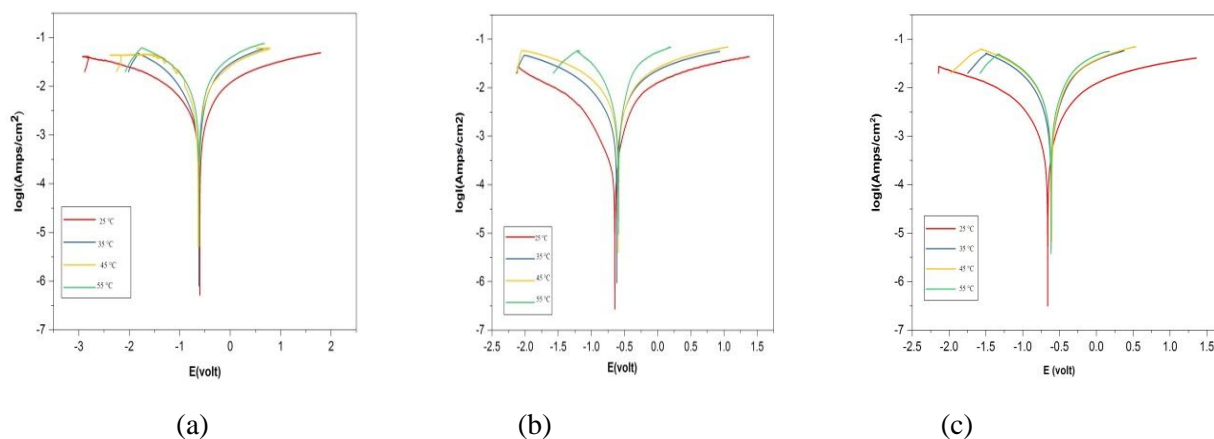 -1
-2
-3
-4
-5
-6
-7
logI(Amps/cm²)
25 °C
35 °C
45 °C
55 °C
-3
-2
-1
0
1
2
E(volt)
(a)
-1
-2
-3
-4
-5
-6
-7
logI(Amps/cm2)
25 °C
35 °C
45 °C
55 °C
-2.5
-2.0
-1.5
-1.0
-0.5
0.0
0.5
1.0
1.5
E(volt)
(b)
-1
-2
-3
-4
-5
-6
-7
logI(Amps/cm²)
25 °C
35 °C
45 °C
55 °C
-2.5
-2.0
-1.5
-1.0
-0.5
0.0
0.5
1.0
1.5
E (volt)
(c)